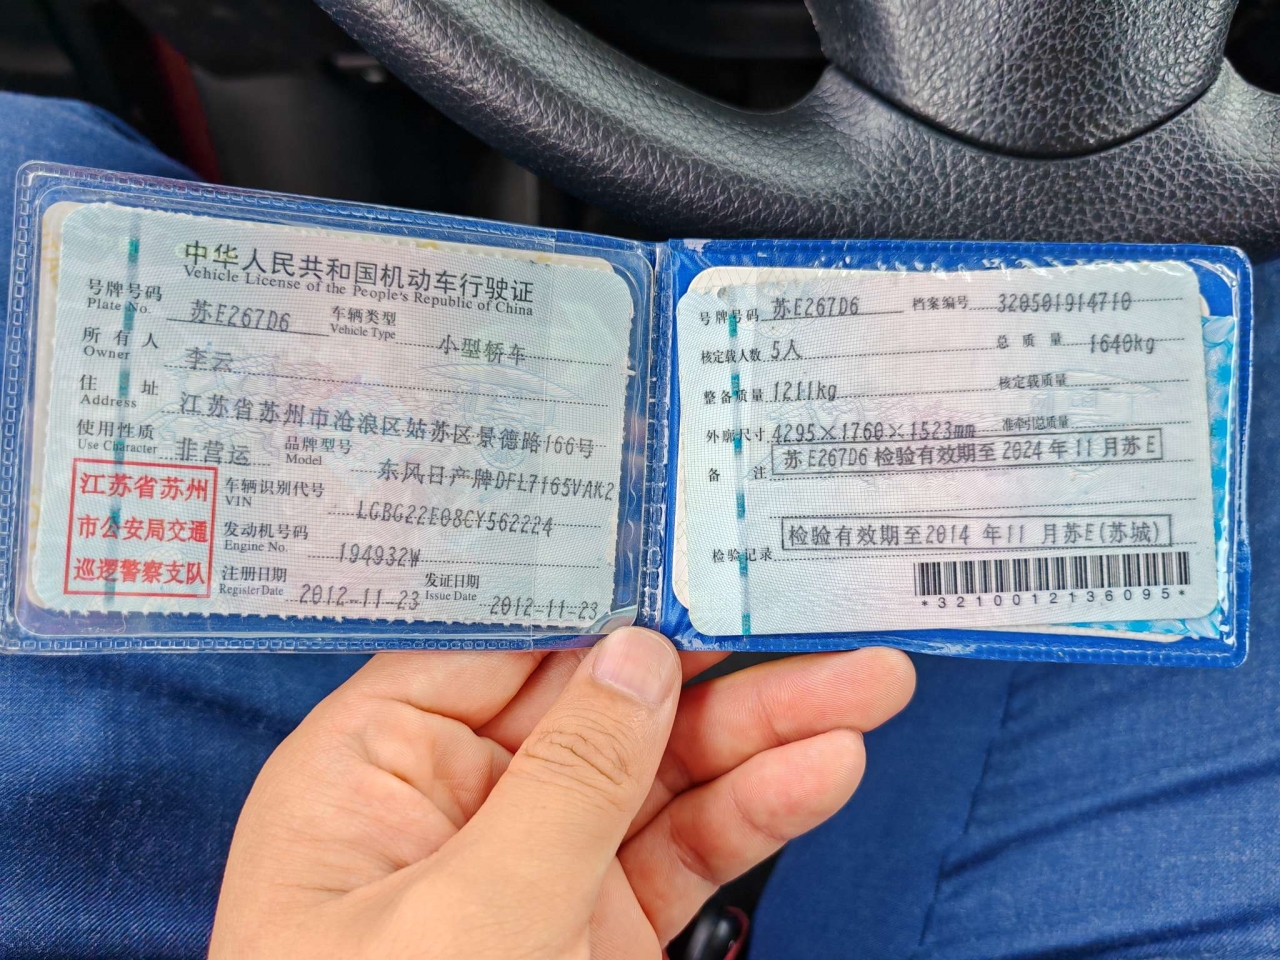 中华人民共和国机动车行驶证
Vehicle License of the People's Republic of China
号牌号码 苏E267D6 车辆类型 小型轿车
Plate No. Vehicle Type
所有人 李云
Owner
住址 江苏省苏州市沧浪区姑苏区景德路166号
Address
使用性质 非营运 品牌型号 东风日产牌DFL7165VAK2
Use Character Model
江苏省苏州
市公安局交通
巡逻警察支队
车辆识别代号 LGBG22E08CY562224
VIN
发动机号码 194932W
Engine No.
注册日期 2012-11-23 发证日期 2012-11-23
Register Date Issue Date
号牌号码 苏E267D6 档案编号 320501914710
核定载人数 5人 总质量 1640kg
整备质量 1211kg 核定载质量
外廓尺寸 4295×1760×1523mm 准牵引总质量
备注 苏E267D6 检验有效期至2024年11月苏E
检验记录 检验有效期至2014 年11 月苏E(苏城)
*3210012136095*